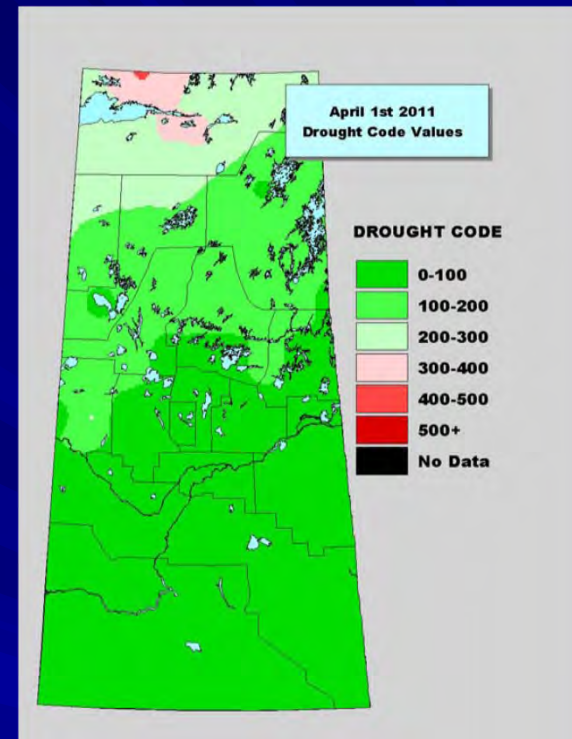 April 1st 2011
Drought Code Values
DROUGHT CODE
0-100
100-200
200-300
300-400
400-500
500+
No Data